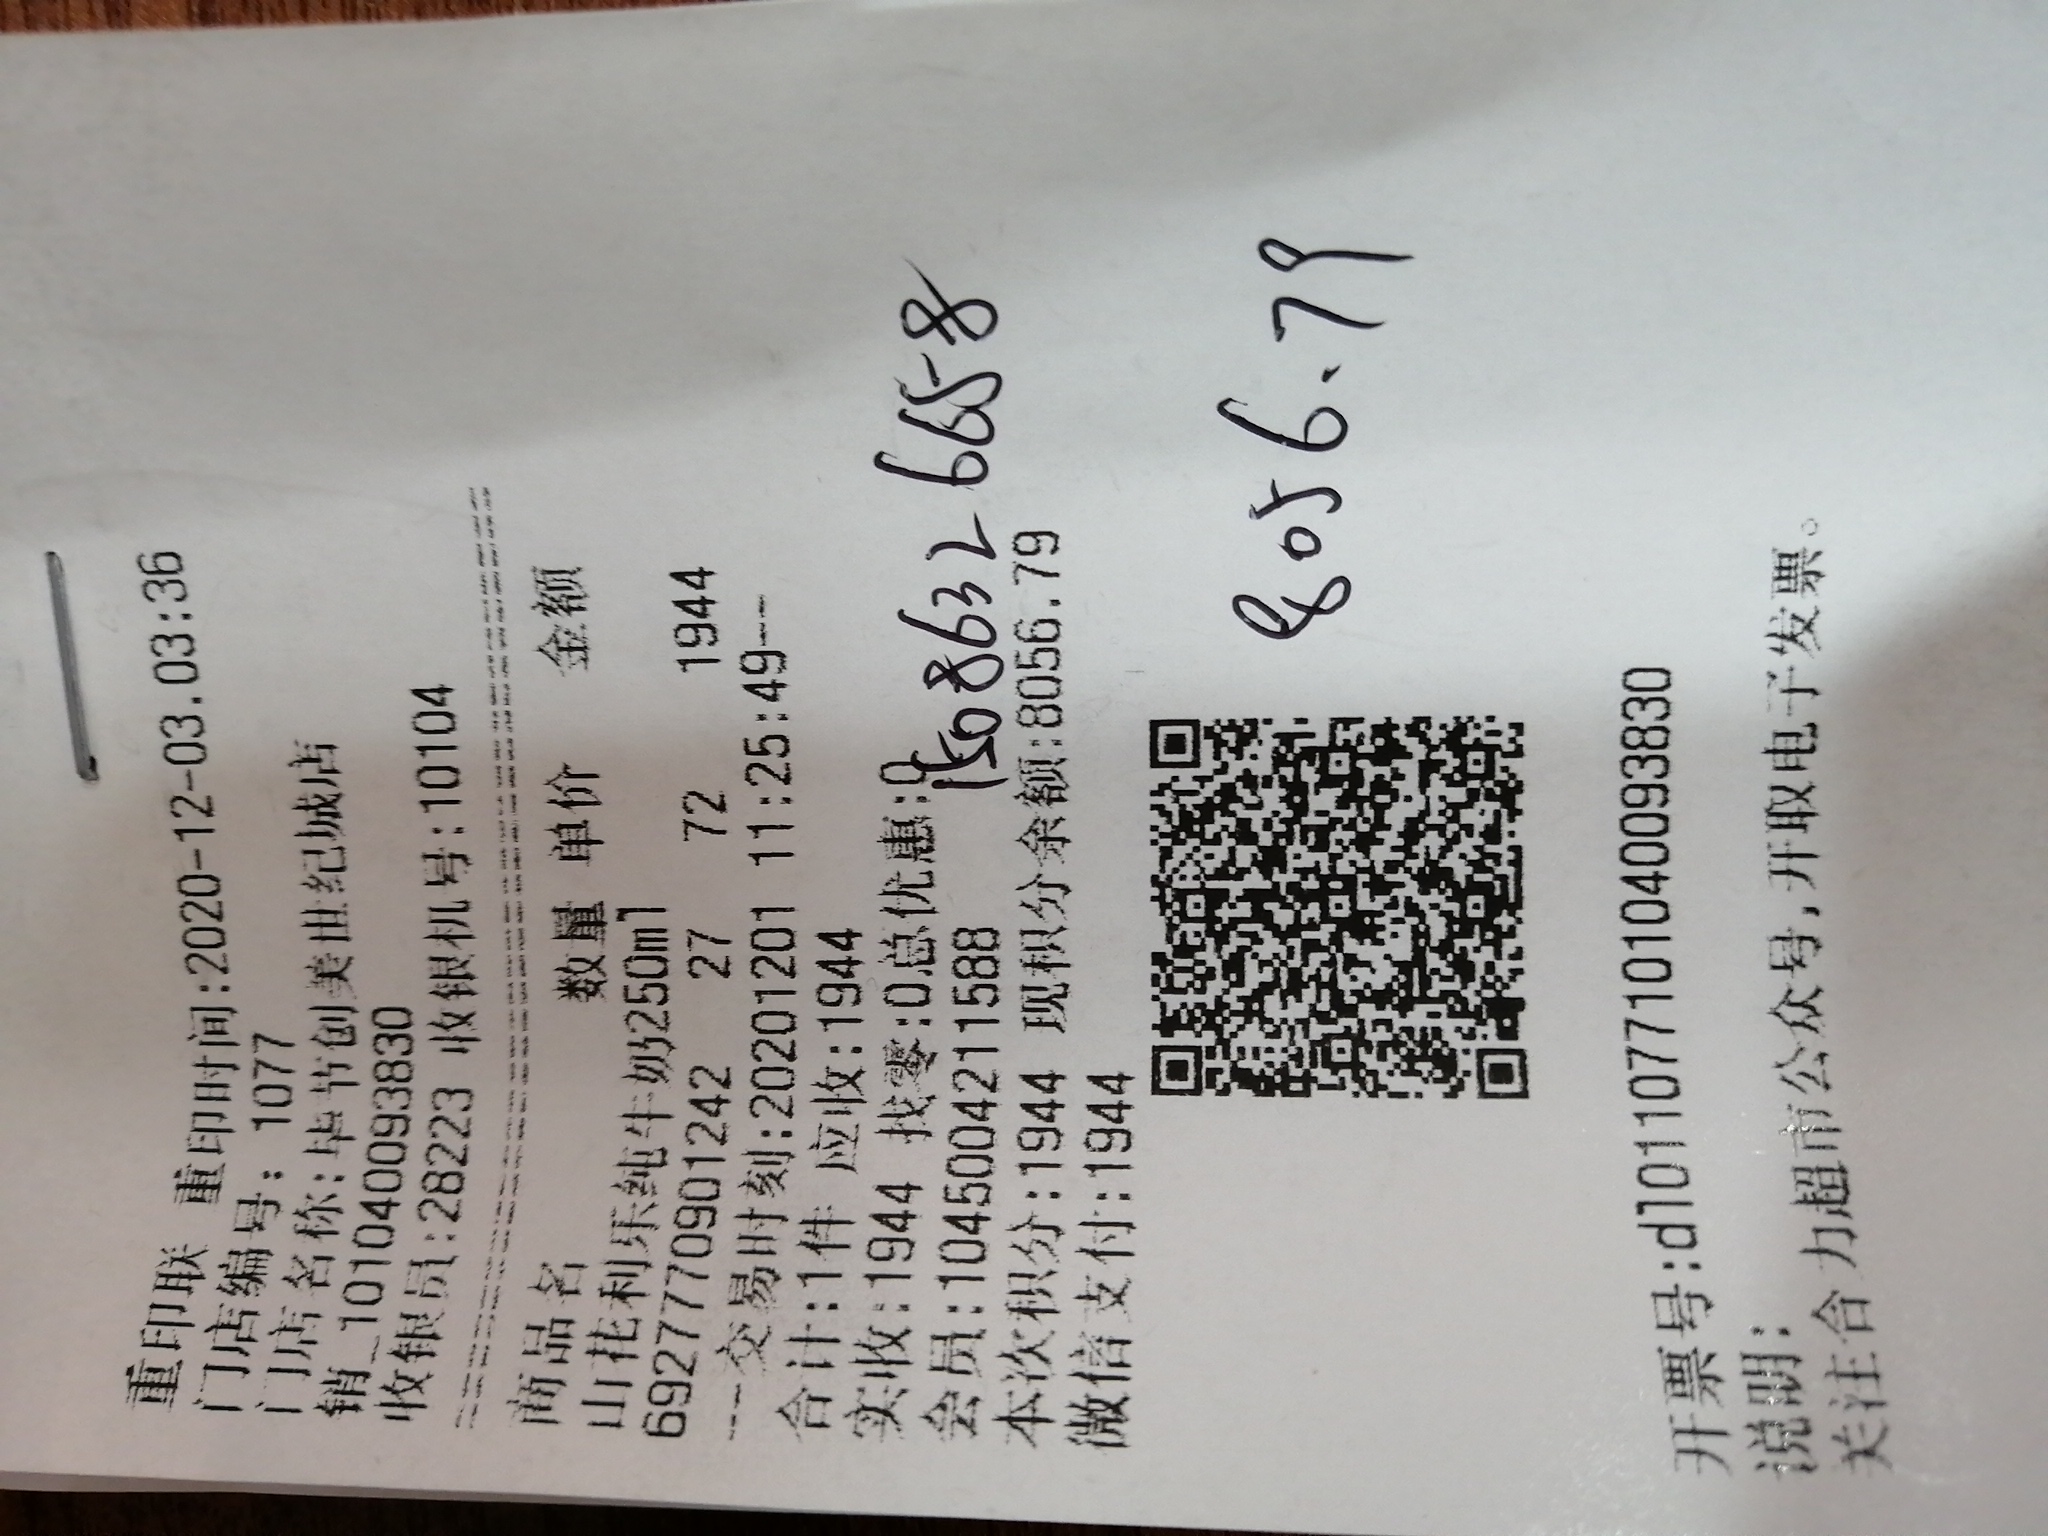 重印联 重印时间:2020-12-03.03:36
门店编号: 1077
门店名称:毕节创美世纪城店
销_1010400093830
收银员:28223 收银机号:10104
商品名 数量 单价 金额
山花利乐纯牛奶250ml
6927770901242 27 72 1944
---交易时刻:20201201 11:25:49---
合计:1件 应收:1944
实收:1944 找零:0总优惠:0
会员:1045004211588
15086326658
本次积分:1944 现积分余额:8056.79
微信支付:1944
8056.79
开票号:d1011077101040093830
说明:
关注合力超市公众号,开取电子发票。